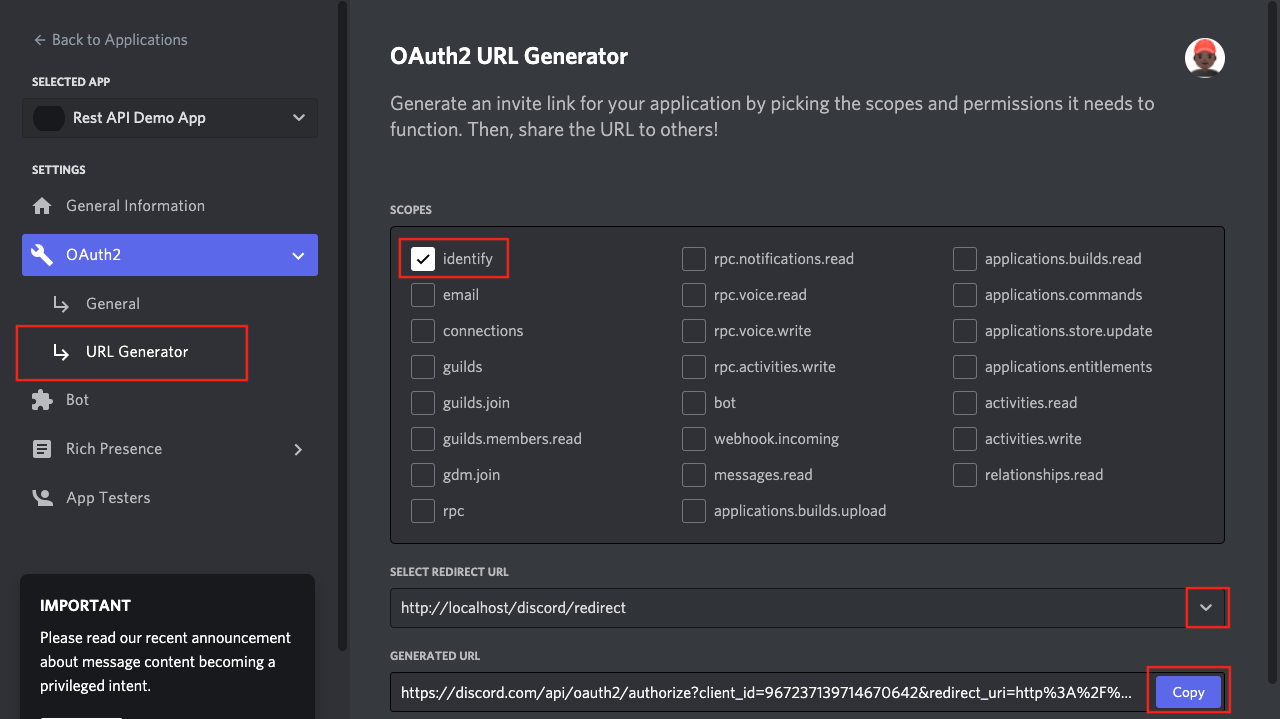 Back to Applications
SELECTED APP
Rest API Demo App
SETTINGS
General Information
OAuth2
General
URL Generator
Bot
Rich Presence
App Testers
IMPORTANT
Please read our recent announcement
about message content becoming a
privileged intent.
OAuth2 URL Generator
Generate an invite link for your application by picking the scopes and permissions it needs to
function. Then, share the URL to others!
SCOPES
identify
email
connections
guilds
guilds.join
guilds.members.read
gdm.join
rpc
rpc.notifications.read
rpc.voice.read
rpc.voice.write
rpc.activities.write
bot
webhook.incoming
messages.read
applications.builds.upload
applications.builds.read
applications.commands
applications.store.update
applications.entitlements
activities.read
activities.write
relationships.read
SELECT REDIRECT URL
http://localhost/discord/redirect
GENERATED URL
https://discord.com/api/oauth2/authorize?client_id=967237139714670642&redirect_uri=http%3A%2F%...
Copy